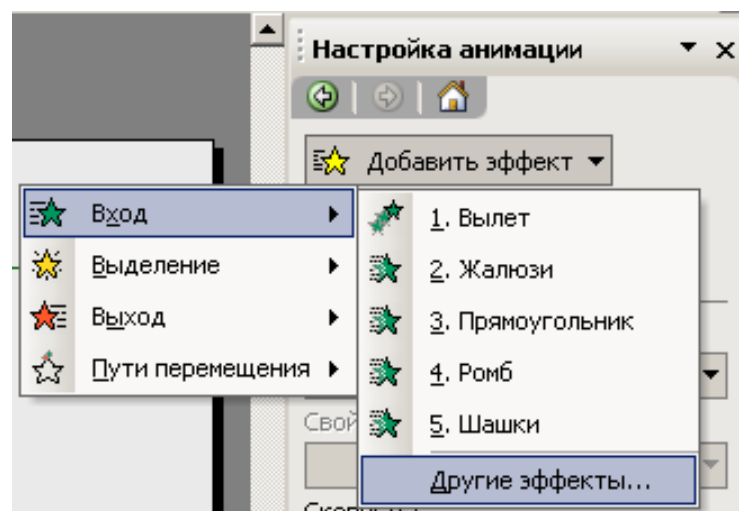 Настройка анимации
Добавить эффект
Вход
Выделение
Выход
Пути перемещения
1. Вылет
2. Жалюзи
3. Прямоугольник
4. Ромб
5. Шашки
Другие эффекты...